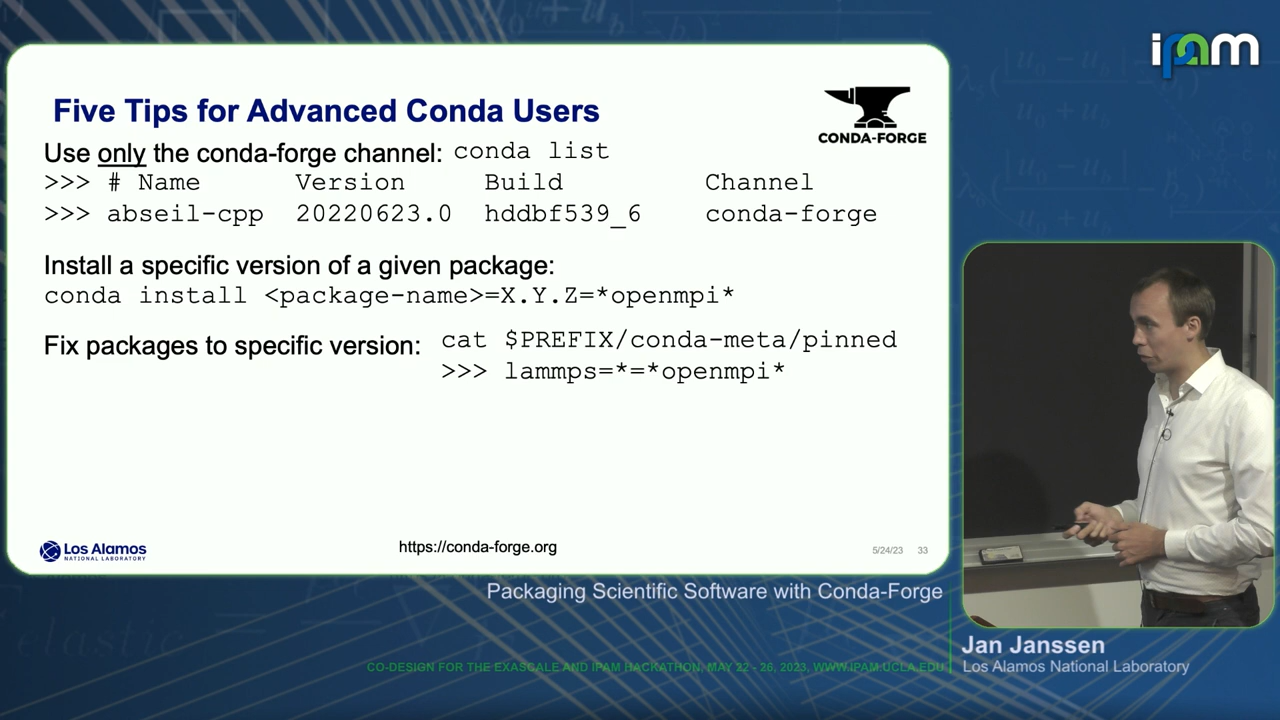 ipam
Five Tips for Advanced Conda Users
CONDA-FORGE
Use only the conda-forge channel: conda list
>>> # Name Version Build Channel
>>> abseil-cpp 20220623.0 hddbf539_6 conda-forge
Install a specific version of a given package:
conda install <package-name>=X.Y.Z=*openmpi*
Fix packages to specific version: cat $PREFIX/conda-meta/pinned
>>> lammps=*=*openmpi*
Los Alamos
NATIONAL LABORATORY
https://conda-forge.org
5/24/23 33
Packaging Scientific Software with Conda-Forge
Jan Janssen
Los Alamos National Laboratory
CO-DESIGN FOR THE EXASCALE AND IPAM HACKATHON, MAY 22 - 26, 2023, WWW.IPAM.UCLA.EDU
elastic